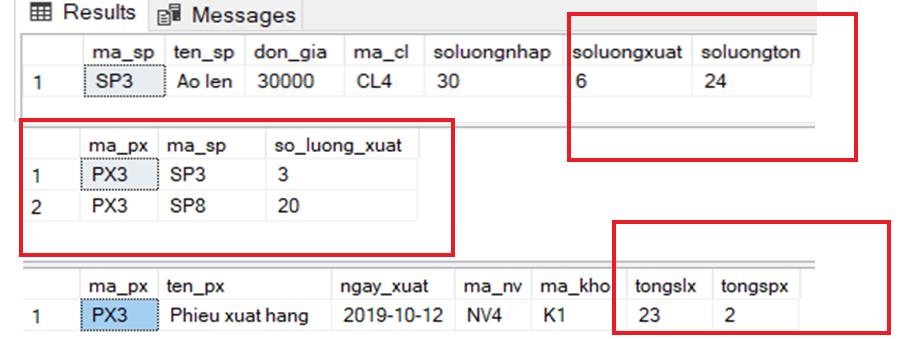 Results Messages
ma_sp ten_sp don_gia ma_cl soluongnhap soluongxuat soluongton
1 SP3 Ao len 30000 CL4 30 6 24
ma_px ma_sp so_luong_xuat
1 PX3 SP3 3
2 PX3 SP8 20
ma_px ten_px ngay_xuat ma_nv ma_kho tongslx tongspx
1 PX3 Phieu xuat hang 2019-10-12 NV4 K1 23 2